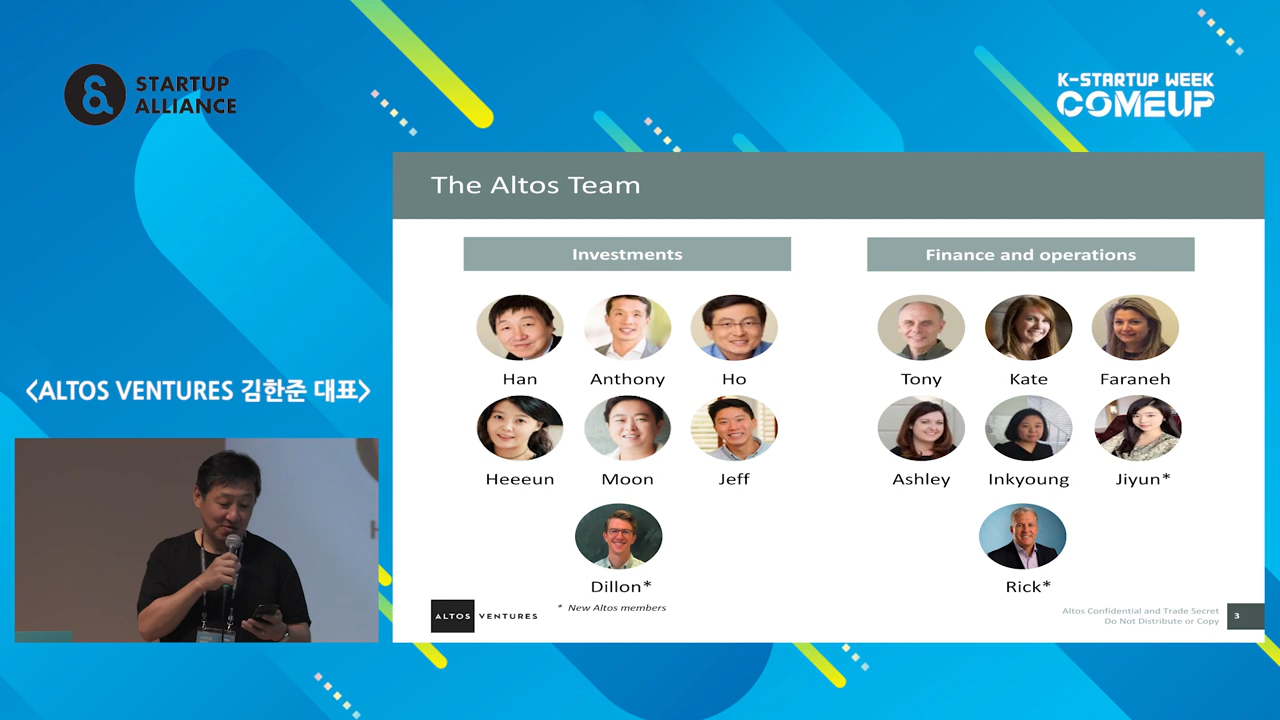 STARTUP
ALLIANCE
K-STARTUP WEEK
COMEUP
The Altos Team
Investments
Finance and operations
Han Anthony Ho
Tony Kate Faraneh
<ALTOS VENTURES 김한준 대표>
Heeeun Moon Jeff
Ashley Inkyoung Jiyun*
Dillon*
Rick*
* New Altos members
ALTOS VENTURES
Altos Confidential and Trade Secret
Do Not Distribute or Copy
3